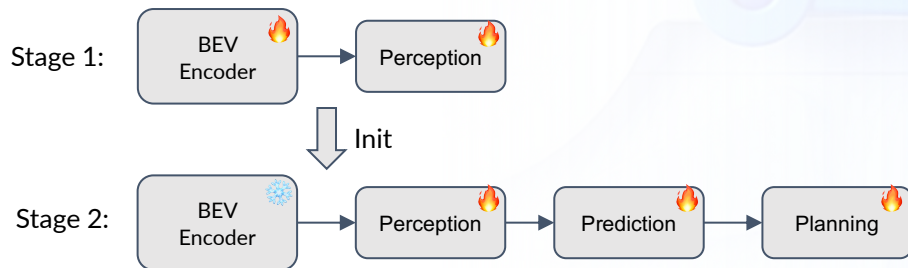 Stage 1:
BEV
Encoder
Perception
Init
Stage 2:
BEV
Encoder
Perception
Prediction
Planning